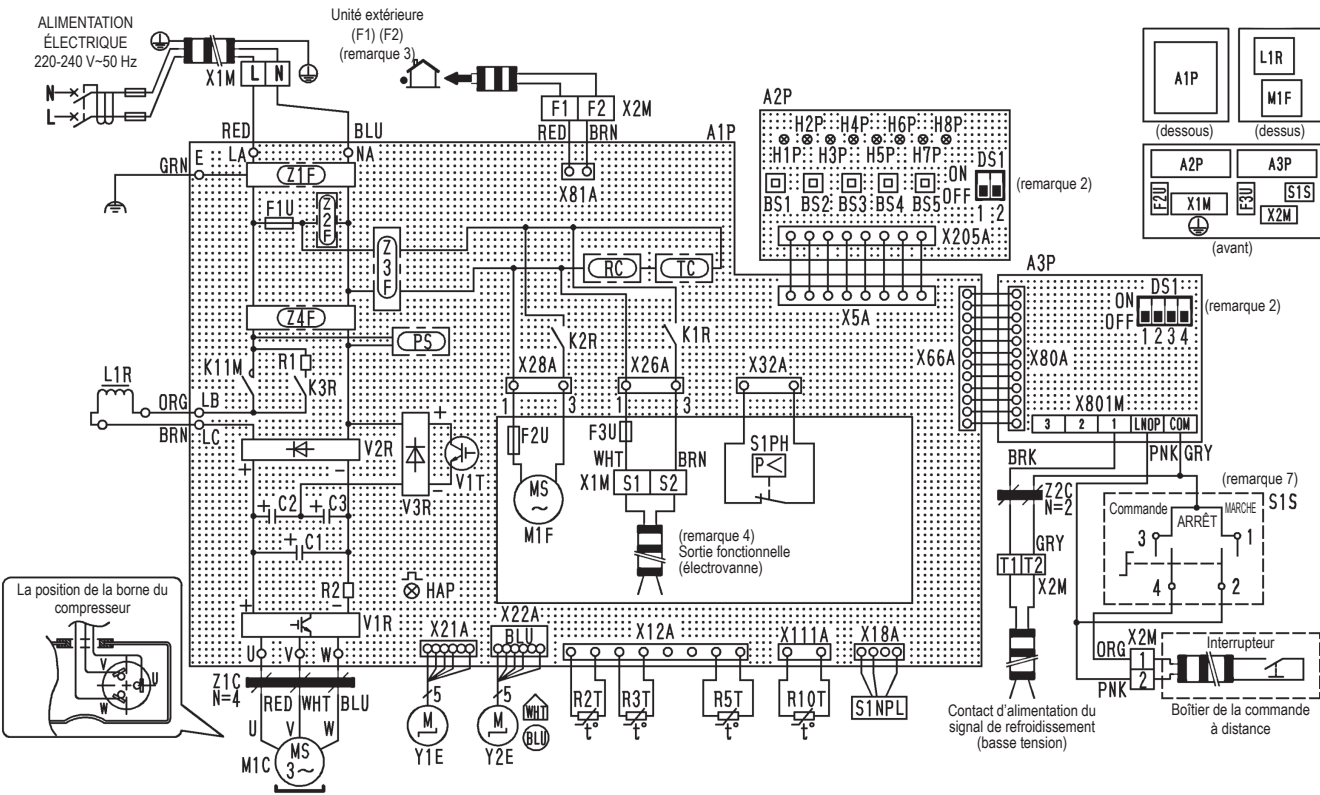 ALIMENTATION
ÉLECTRIQUE
220-240 V~50 Hz
N
L
X1M
L N
Unité extérieure
(F1) (F2)
(remarque 3)
F1 F2
X2M
RED
BRN
RED
BLU
A1P
GRN
E
LA
NA
Z1F
X81A
F1U
Z2F
Z3F
RC
TC
Z4F
PS
K2R
K1R
K11M
R1
K3R
L1R
ORG
LB
BRN
LC
V2R
V1T
V3R
+
-
+
-
+ C2
+ C3
+ C1
R2
HAP
+
-
V1R
U
V
W
Z1C
N=4
RED
WHT
BLU
U
V
W
MS
3~
M1C
La position de la borne du
compresseur
V
U
W
A2P
H2P H4P H6P H8P
H1P H3P H5P H7P
DS1
ON
OFF
1 2
(remarque 2)
BS1 BS2 BS3 BS4 BS5
X205A
X5A
X28A
X26A
X32A
1
3
1
3
F2U
F3U
WHT
BRN
X1M
S1 S2
MS
~
M1F
(remarque 4)
Sortie fonctionnelle
(électrovanne)
S1PH
P<
X21A
X22A
BLU
X12A
X111A
X18A
5
M
Y1E
5
M
Y2E
WHT
BLU
R2T
R3T
R5T
R10T
t°
t°
t°
t°
S1NPL
A1P
(dessous)
L1R
M1F
(dessus)
A2P
A3P
F2U
X1M
F3U
S1S
X2M
(avant)
A3P
DS1
ON
OFF
1 2 3 4
(remarque 2)
X66A
X80A
X801M
3 2 1 LNOP COM
BRK
PNK
GRY
Z2C
N=2
GRY
T1 T2
X2M
Contact d'alimentation du
signal de refroidissement
(basse tension)
(remarque 7)
S1S
Commande
ARRÊT
MARCHE
3
1
4
2
ORG
X2M
1
2
PNK
Interrupteur
Boîtier de la commande
à distance